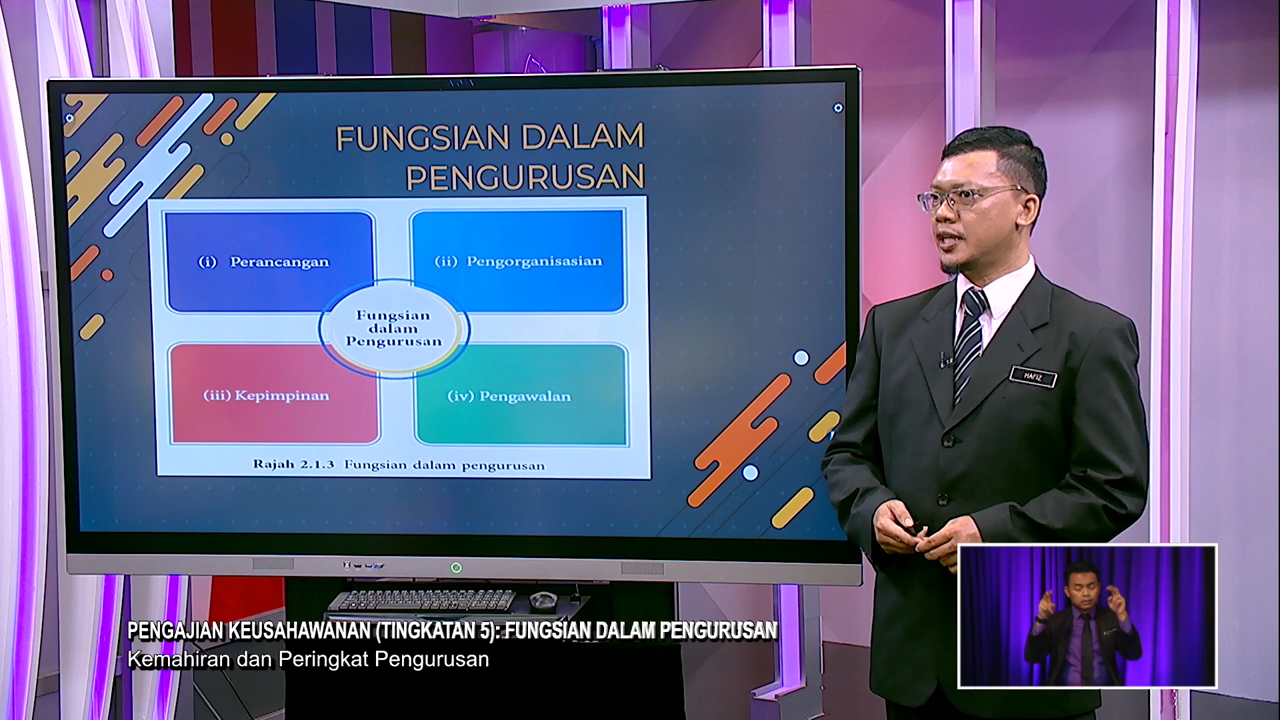 FUNGSIAN DALAM
PENGURUSAN
(i) Perancangan
(ii) Pengorganisasian
Fungsian
dalam
Pengurusan
(iii) Kepimpinan
(iv) Pengawalan
Rajah 2.1.3 Fungsian dalam pengurusan
HAFIZ
PENGAJIAN KEUSAHAWANAN (TINGKATAN 5): FUNGSIAN DALAM PENGURUSAN
Kemahiran dan Peringkat Pengurusan